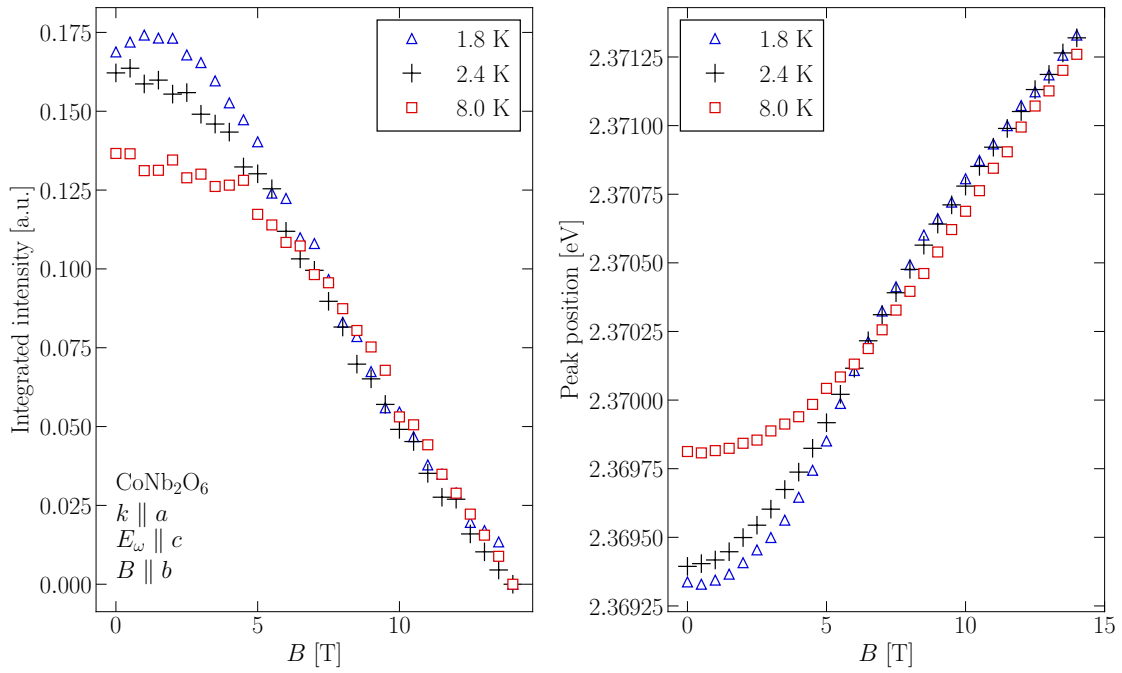 Integrated intensity [a.u.]
0.175
0.150
0.125
0.100
0.075
0.050
0.025
0.000
1.8 K
2.4 K
8.0 K
CoNb₂O₆
k ∥ a
E_ω ∥ c
B ∥ b
0
5
10
B [T]
Peak position [eV]
2.37125
2.37100
2.37075
2.37050
2.37025
2.37000
2.36975
2.36950
2.36925
1.8 K
2.4 K
8.0 K
0
5
10
15
B [T]